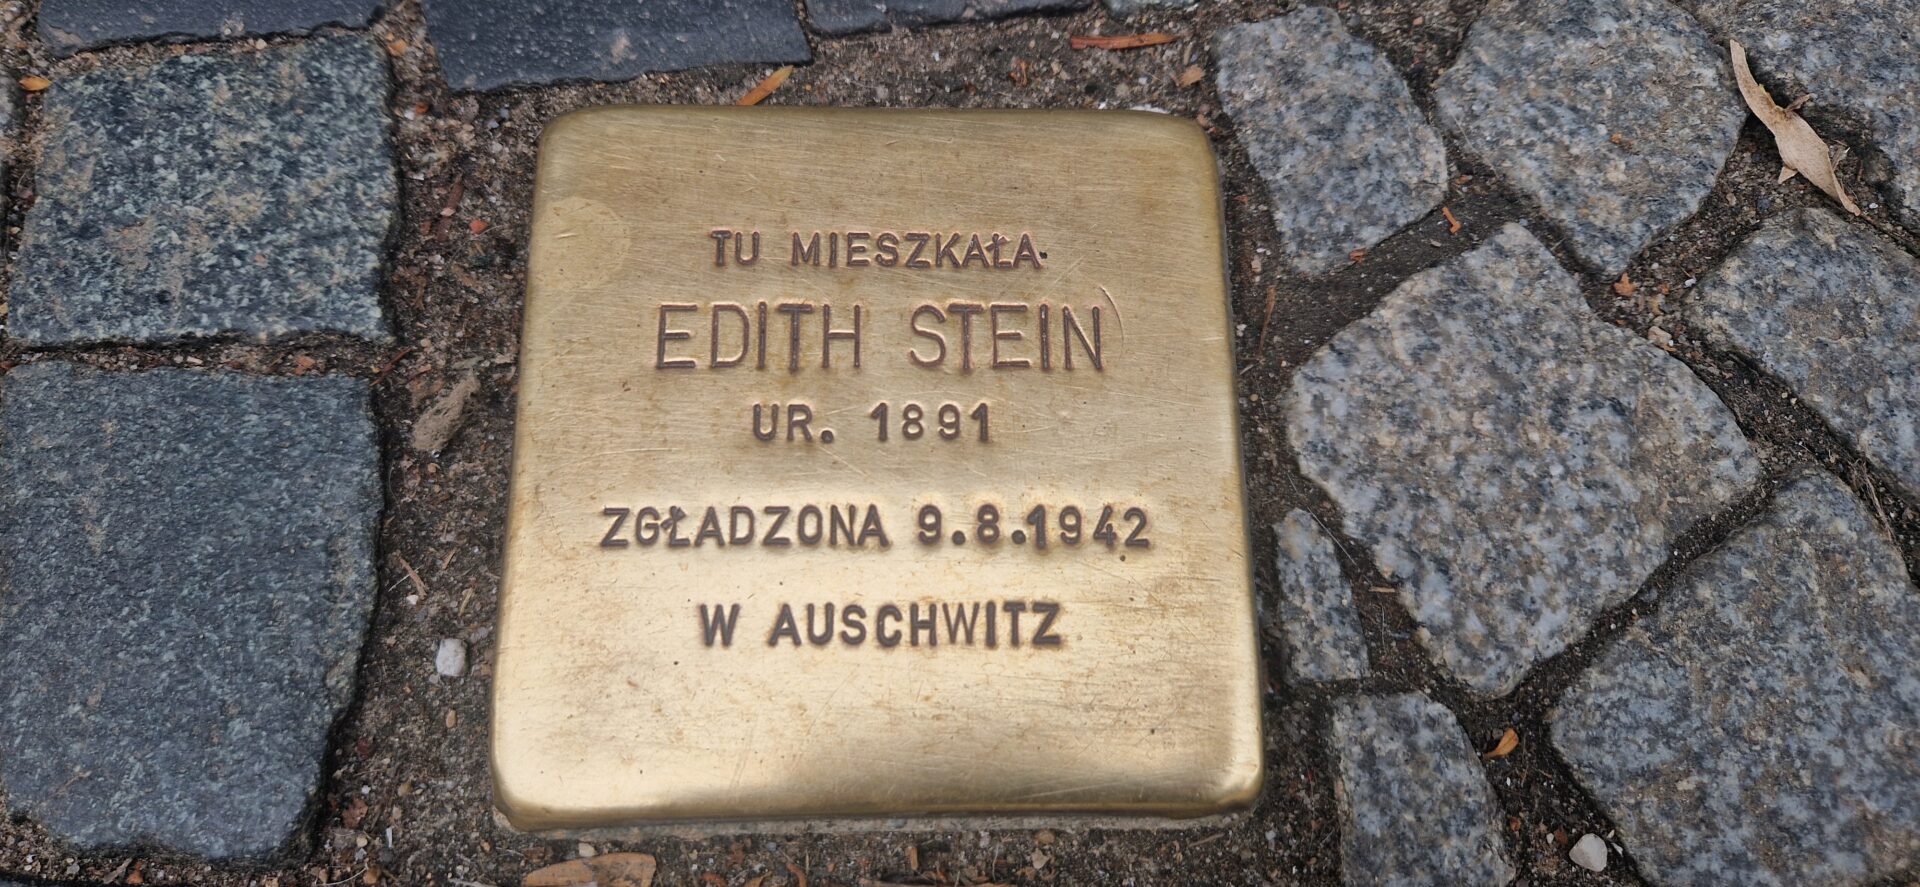 TU MIESZKAŁA
EDITH STEIN
UR. 1891
ZGŁADZONA 9.8.1942
W AUSCHWITZ